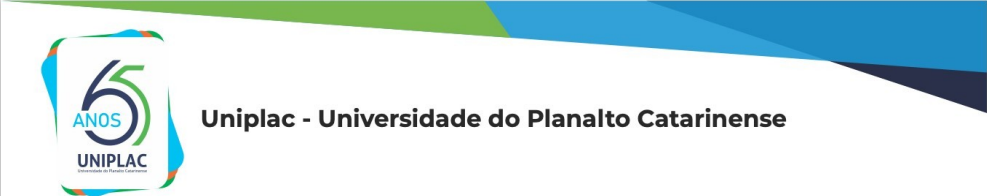 65
ANOS
UNIPLAC
Universidade do Planalto Catarinense
Uniplac - Universidade do Planalto Catarinense